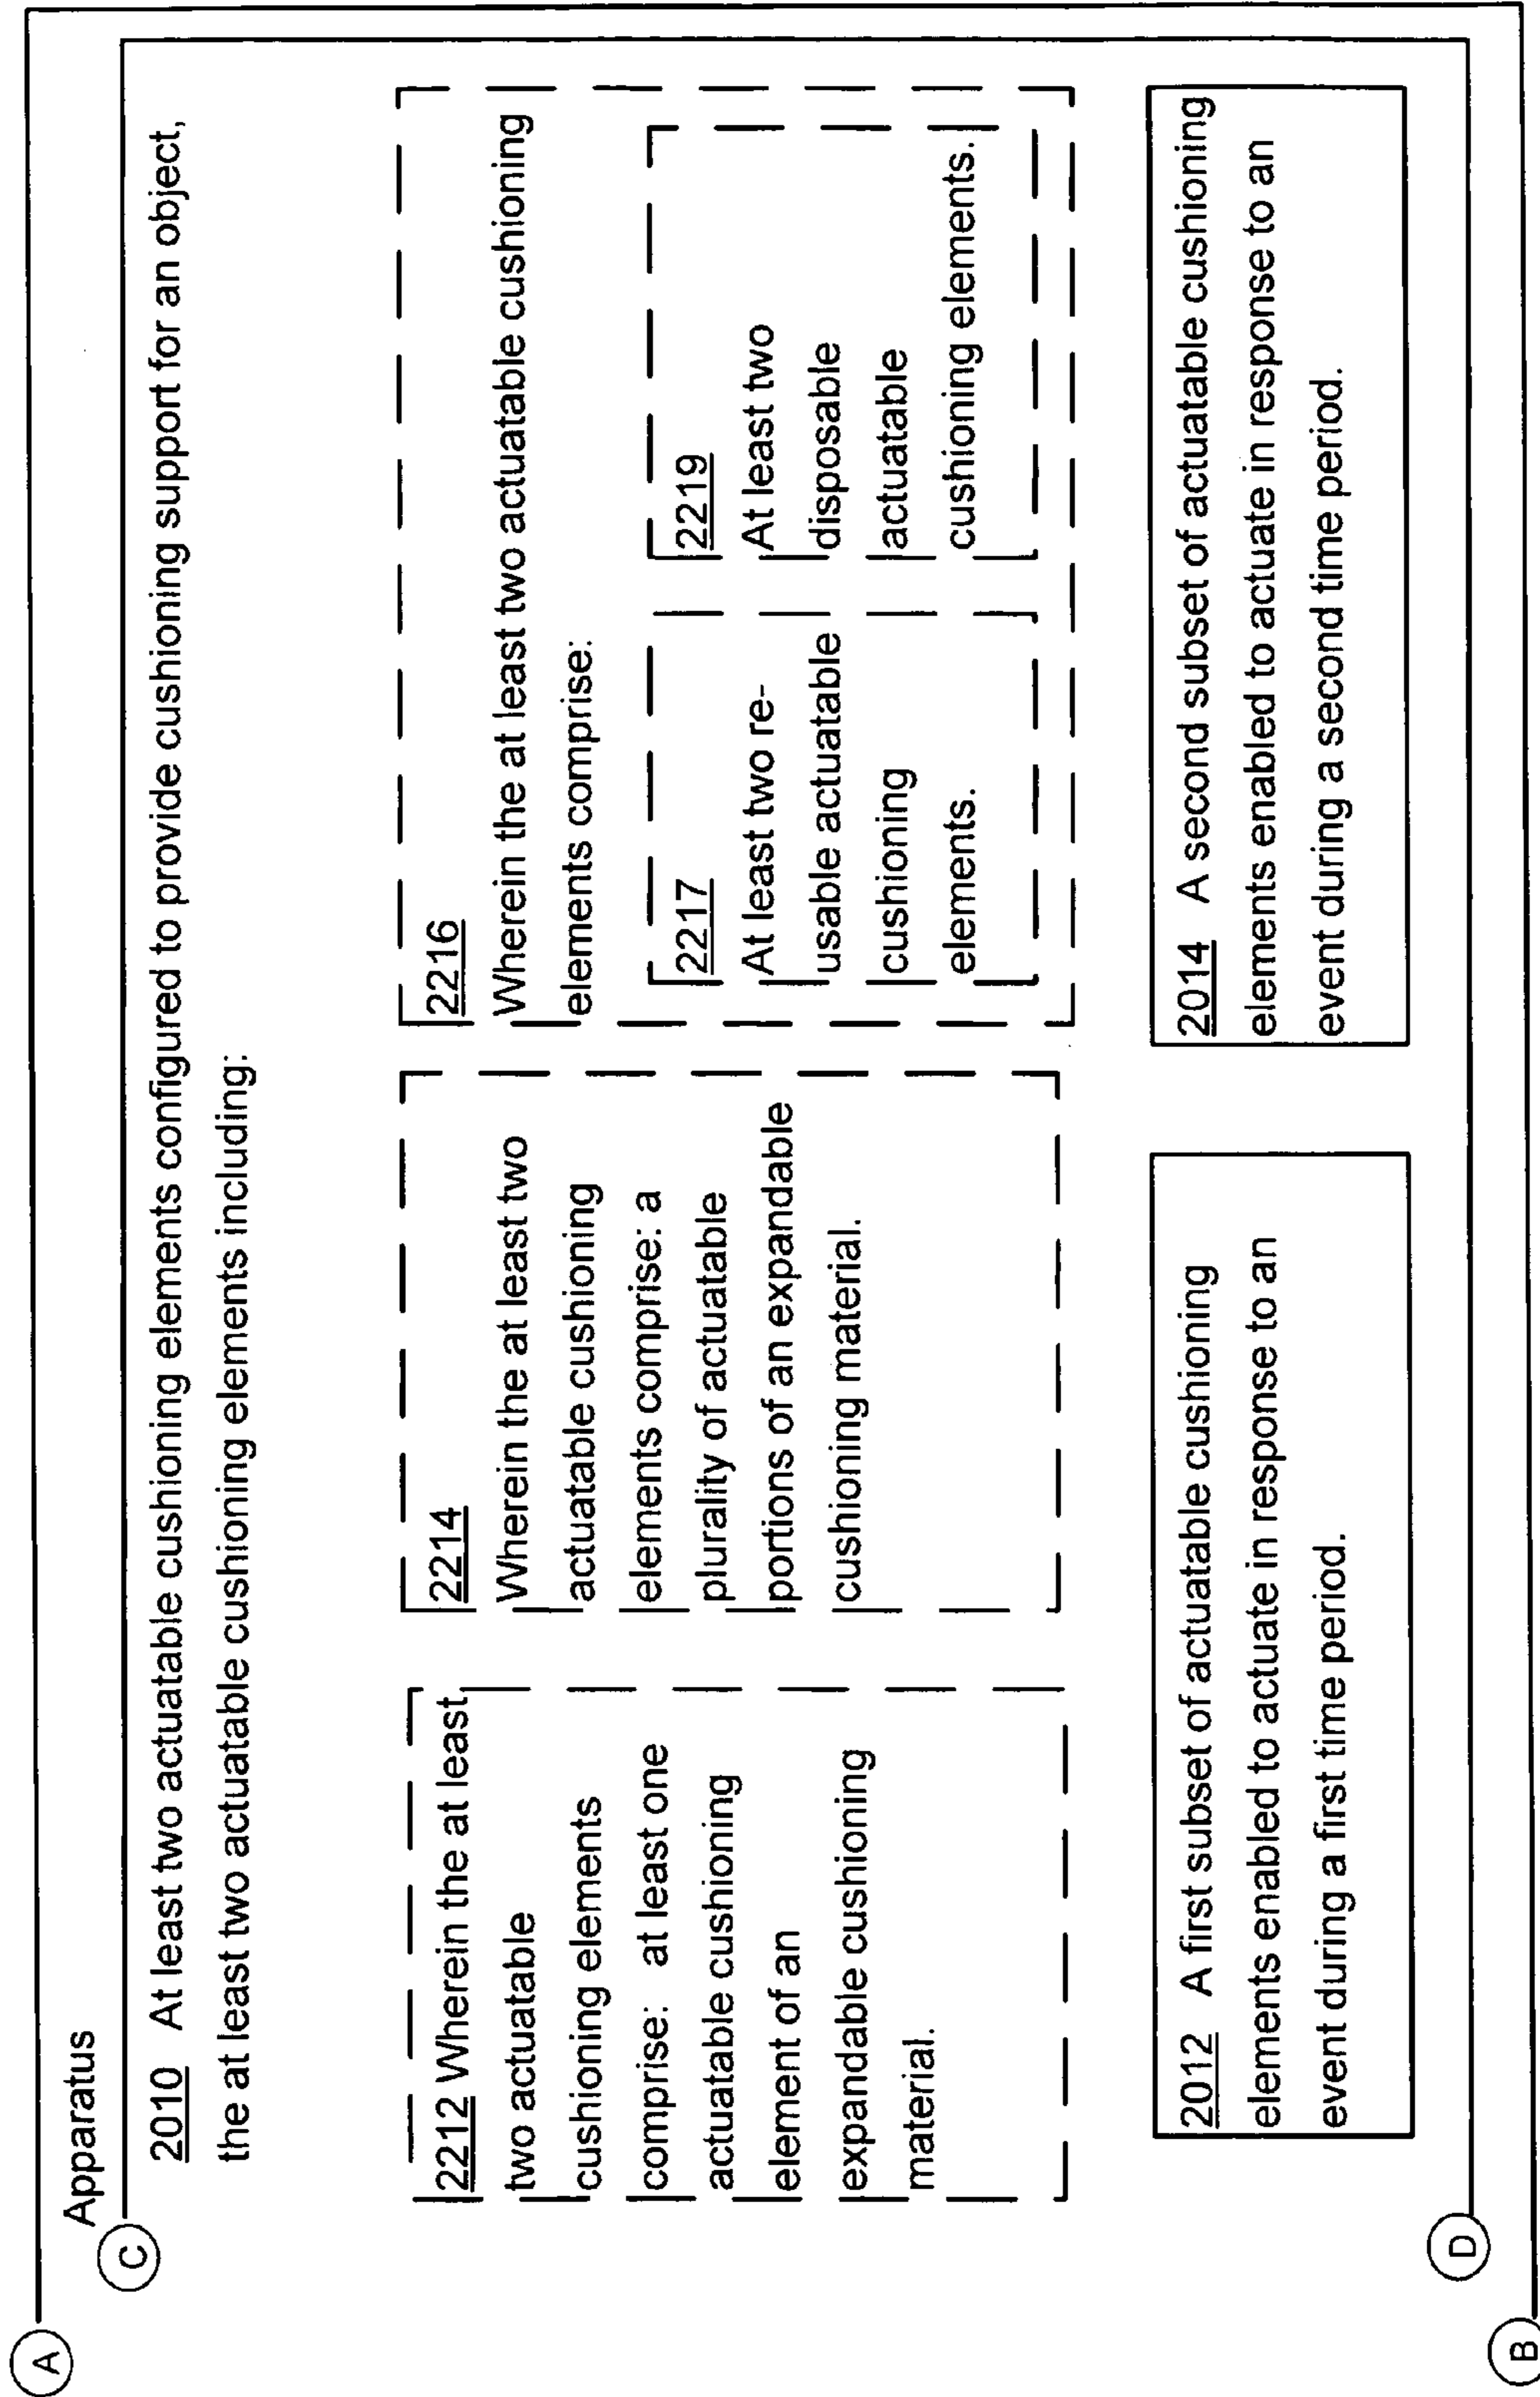 A
Apparatus
C
2010 At least two actuatable cushioning elements configured to provide cushioning support for an object,
the at least two actuatable cushioning elements including:
2212 Wherein the at least
two actuatable
cushioning elements
comprise: at least one
actuatable cushioning
element of an
expandable cushioning
material.
2214
Wherein the at least two
actuatable cushioning
elements comprise: a
plurality of actuatable
portions of an expandable
cushioning material.
2216
Wherein the at least two actuatable cushioning
elements comprise:
2217
At least two re-
usable actuatable
cushioning
elements.
2219
At least two
disposable
actuatable
cushioning elements.
2012 A first subset of actuatable cushioning
elements enabled to actuate in response to an
event during a first time period.
2014 A second subset of actuatable cushioning
elements enabled to actuate in response to an
event during a second time period.
D
B